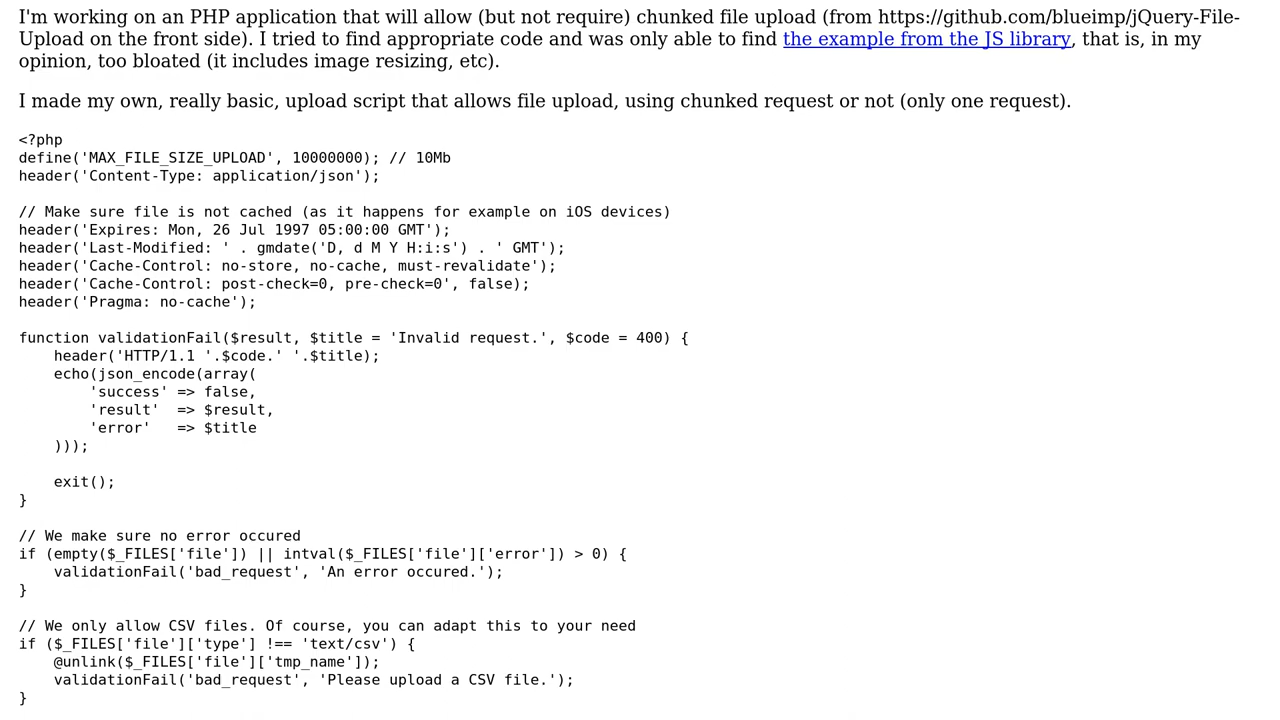 I'm working on an PHP application that will allow (but not require) chunked file upload (from https://github.com/blueimp/jQuery-File-
Upload on the front side). I tried to find appropriate code and was only able to find the example from the JS library, that is, in my
opinion, too bloated (it includes image resizing, etc).
I made my own, really basic, upload script that allows file upload, using chunked request or not (only one request).
<?php
define('MAX_FILE_SIZE_UPLOAD', 10000000); // 10Mb
header('Content-Type: application/json');
// Make sure file is not cached (as it happens for example on iOS devices)
header('Expires: Mon, 26 Jul 1997 05:00:00 GMT');
header('Last-Modified: ' . gmdate('D, d M Y H:i:s') . ' GMT');
header('Cache-Control: no-store, no-cache, must-revalidate');
header('Cache-Control: post-check=0, pre-check=0', false);
header('Pragma: no-cache');
function validationFail($result, $title = 'Invalid request.', $code = 400) {
    header('HTTP/1.1 '.$code.' '.$title);
    echo(json_encode(array(
        'success' => false,
        'result'  => $result,
        'error'   => $title
    )));
    exit();
}
// We make sure no error occured
if (empty($_FILES['file']) || intval($_FILES['file']['error']) > 0) {
    validationFail('bad_request', 'An error occured.');
}
// We only allow CSV files. Of course, you can adapt this to your need
if ($_FILES['file']['type'] !== 'text/csv') {
    @unlink($_FILES['file']['tmp_name']);
    validationFail('bad_request', 'Please upload a CSV file.');
}